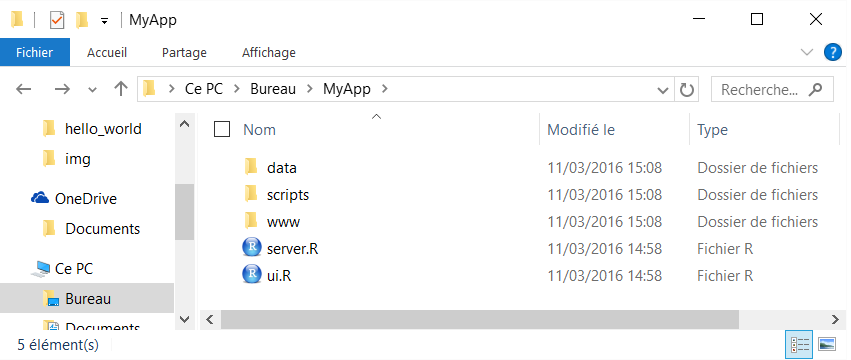 MyApp
Fichier Accueil Partage Affichage
Ce PC Bureau MyApp Recherche...
hello_world
img
OneDrive
Documents
Ce PC
Bureau
Documents
Nom Modifié le Type
data 11/03/2016 15:08 Dossier de fichiers
scripts 11/03/2016 15:08 Dossier de fichiers
www 11/03/2016 15:08 Dossier de fichiers
server.R 11/03/2016 14:58 Fichier R
ui.R 11/03/2016 14:58 Fichier R
5 élément(s)